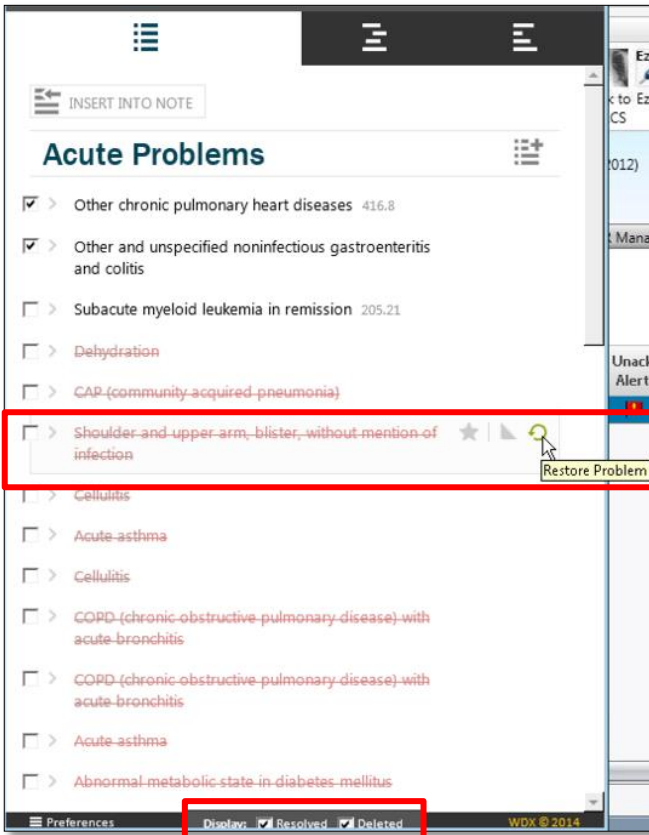 INSERT INTO NOTE
Acute Problems
Other chronic pulmonary heart diseases 416.8
Other and unspecified noninfectious gastroenteritis
and colitis
Subacute myeloid leukemia in remission 205.21
Dehydration
CAP (community acquired pneumonia)
Shoulder and upper arm, blister, without mention of
infection
Restore Problem
Cellulitis
Acute asthma
Cellulitis
COPD (chronic obstructive pulmonary disease) with
acute bronchitis
COPD (chronic obstructive pulmonary disease) with
acute bronchitis
Acute asthma
Abnormal metabolic state in diabetes mellitus
Preferences Display: Resolved Deleted WDX © 2014
Ez
to Ez
CS
2012)
Mana
Unack
Alert